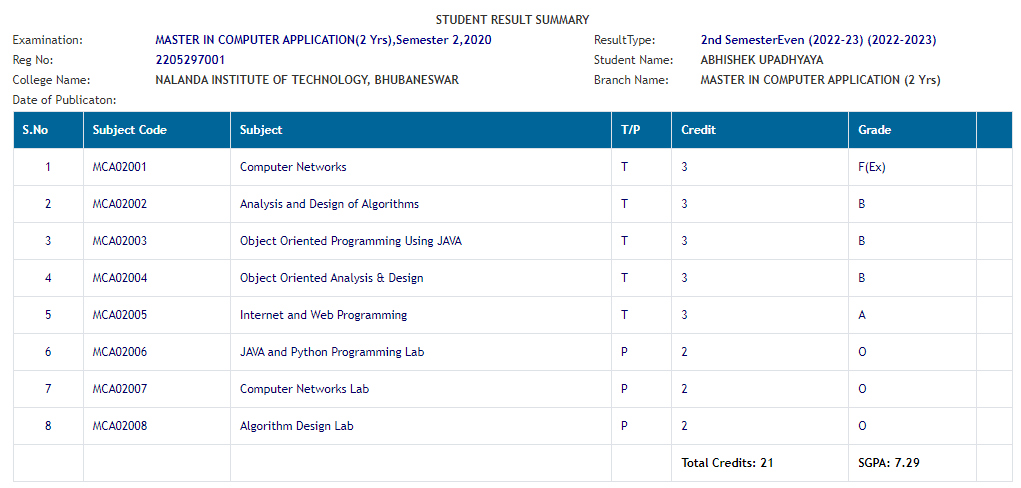 STUDENT RESULT SUMMARY
Examination: MASTER IN COMPUTER APPLICATION(2 Yrs),Semester 2,2020 ResultType: 2nd SemesterEven (2022-23) (2022-2023)
Reg No: 2205297001 Student Name: ABHISHEK UPADHYAYA
College Name: NALANDA INSTITUTE OF TECHNOLOGY, BHUBANESWAR Branch Name: MASTER IN COMPUTER APPLICATION (2 Yrs)
Date of Publicaton:
S.No Subject Code Subject T/P Credit Grade
1 MCA02001 Computer Networks T 3 F(Ex)
2 MCA02002 Analysis and Design of Algorithms T 3 B
3 MCA02003 Object Oriented Programming Using JAVA T 3 B
4 MCA02004 Object Oriented Analysis & Design T 3 B
5 MCA02005 Internet and Web Programming T 3 A
6 MCA02006 JAVA and Python Programming Lab P 2 O
7 MCA02007 Computer Networks Lab P 2 O
8 MCA02008 Algorithm Design Lab P 2 O
Total Credits: 21 SGPA: 7.29